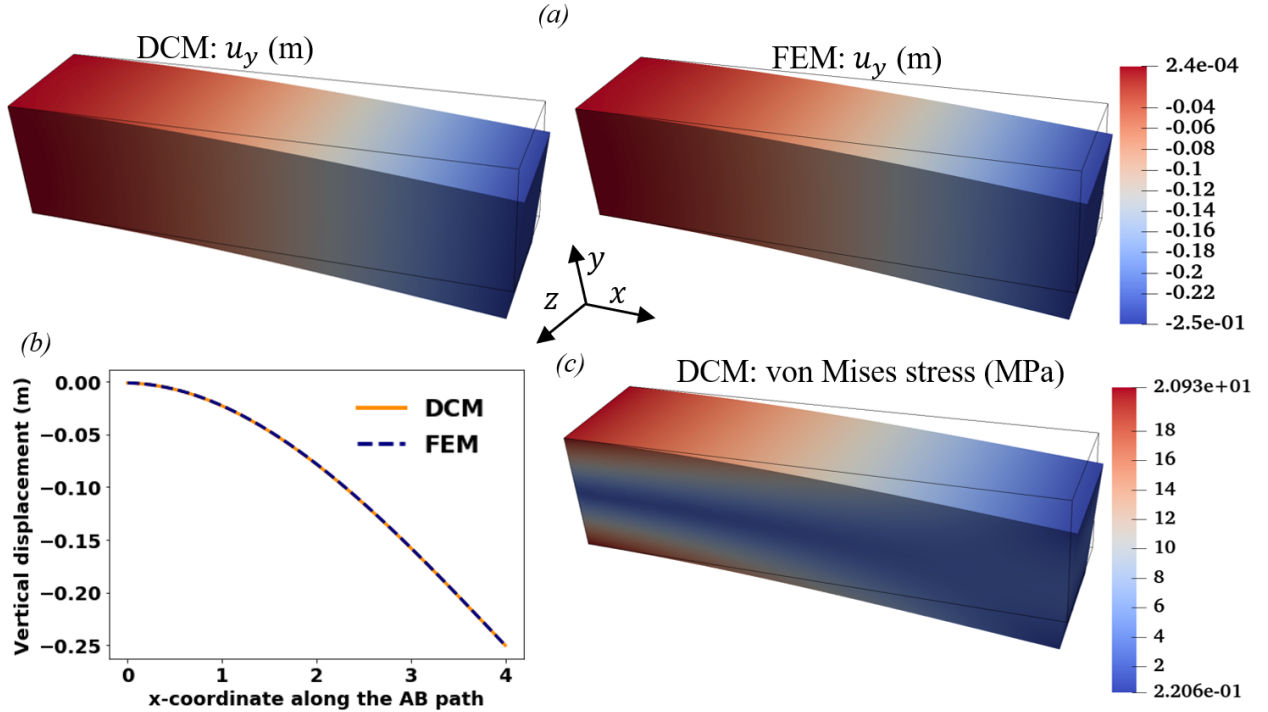 (a)
DCM: u_y (m)
FEM: u_y (m)
2.4e-04
-0.04
-0.06
-0.08
-0.1
-0.12
-0.14
-0.16
-0.18
-0.2
-0.22
-2.5e-01
y
z
x
(b)
0.00
−0.05
−0.10
−0.15
−0.20
−0.25
Vertical displacement (m)
DCM
FEM
0 1 2 3 4
x-coordinate along the AB path
(c)
DCM: von Mises stress (MPa)
2.093e+01
18
16
14
12
10
8
6
4
2
2.206e-01